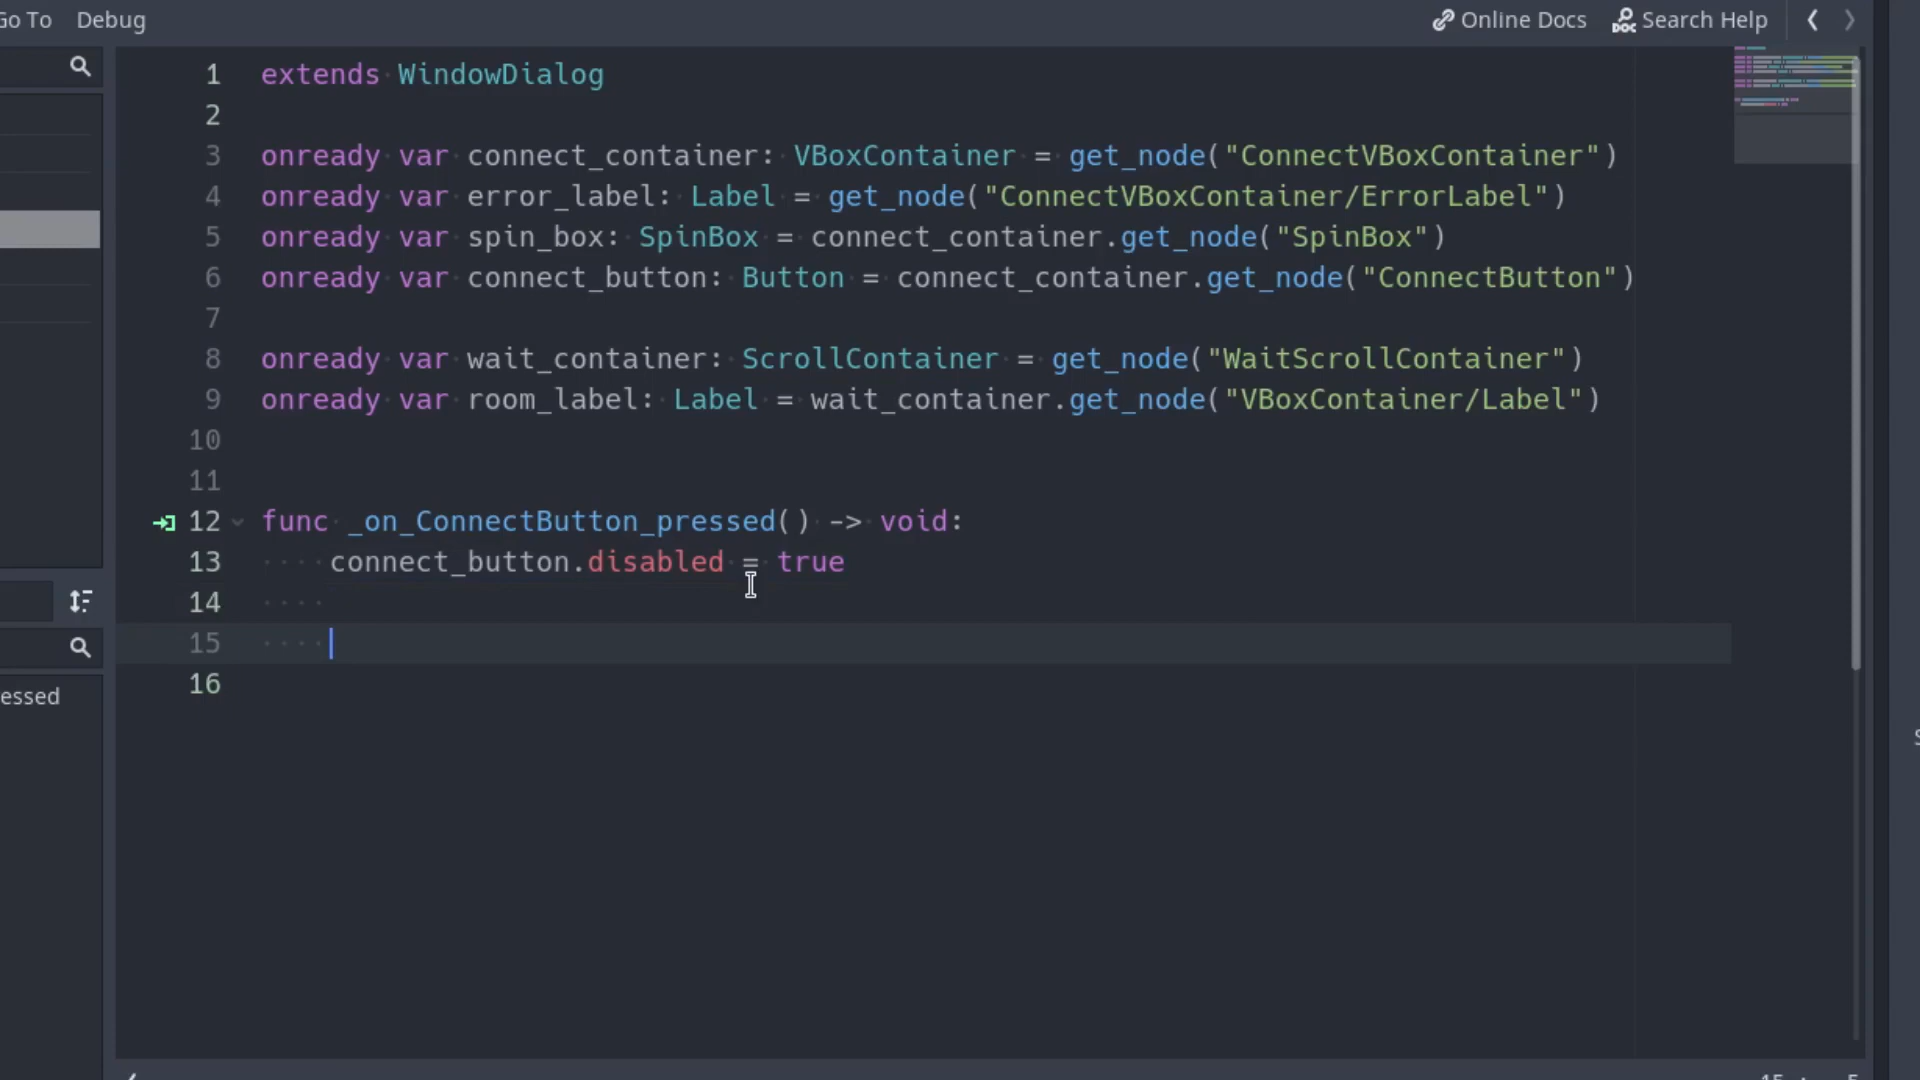 Go To Debug Online Docs Search Help
1 extends WindowDialog
2
3 onready var connect_container: VBoxContainer = get_node("ConnectVBoxContainer")
4 onready var error_label: Label = get_node("ConnectVBoxContainer/ErrorLabel")
5 onready var spin_box: SpinBox = connect_container.get_node("SpinBox")
6 onready var connect_button: Button = connect_container.get_node("ConnectButton")
7
8 onready var wait_container: ScrollContainer = get_node("WaitScrollContainer")
9 onready var room_label: Label = wait_container.get_node("VBoxContainer/Label")
10
11
12 func _on_ConnectButton_pressed() -> void:
13 connect_button.disabled = true
14
15
16
essed